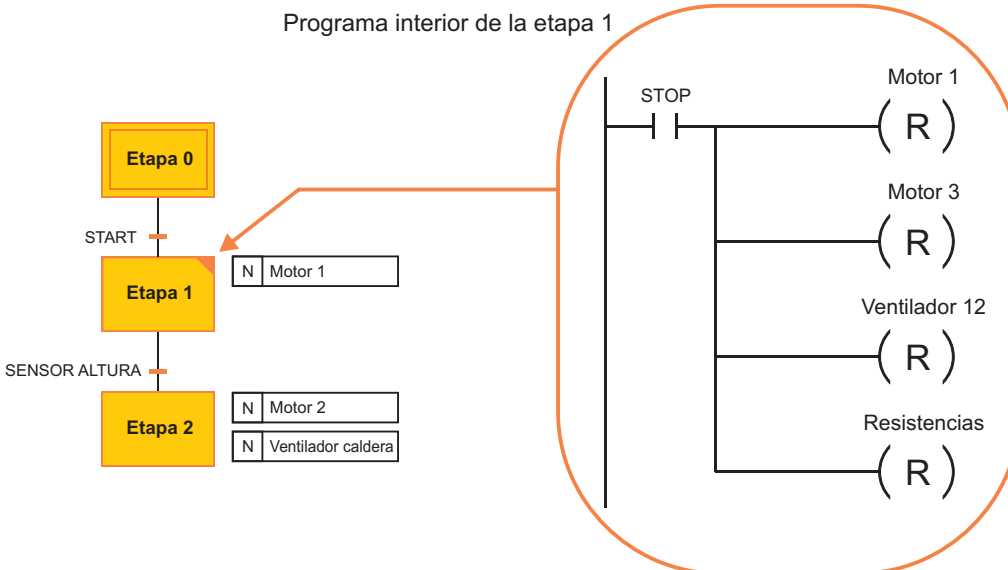 Programa interior de la etapa 1
Etapa 0
START
Etapa 1
N Motor 1
SENSOR ALTURA
Etapa 2
N Motor 2
N Ventilador caldera
STOP
Motor 1
R
Motor 3
R
Ventilador 12
R
Resistencias
R